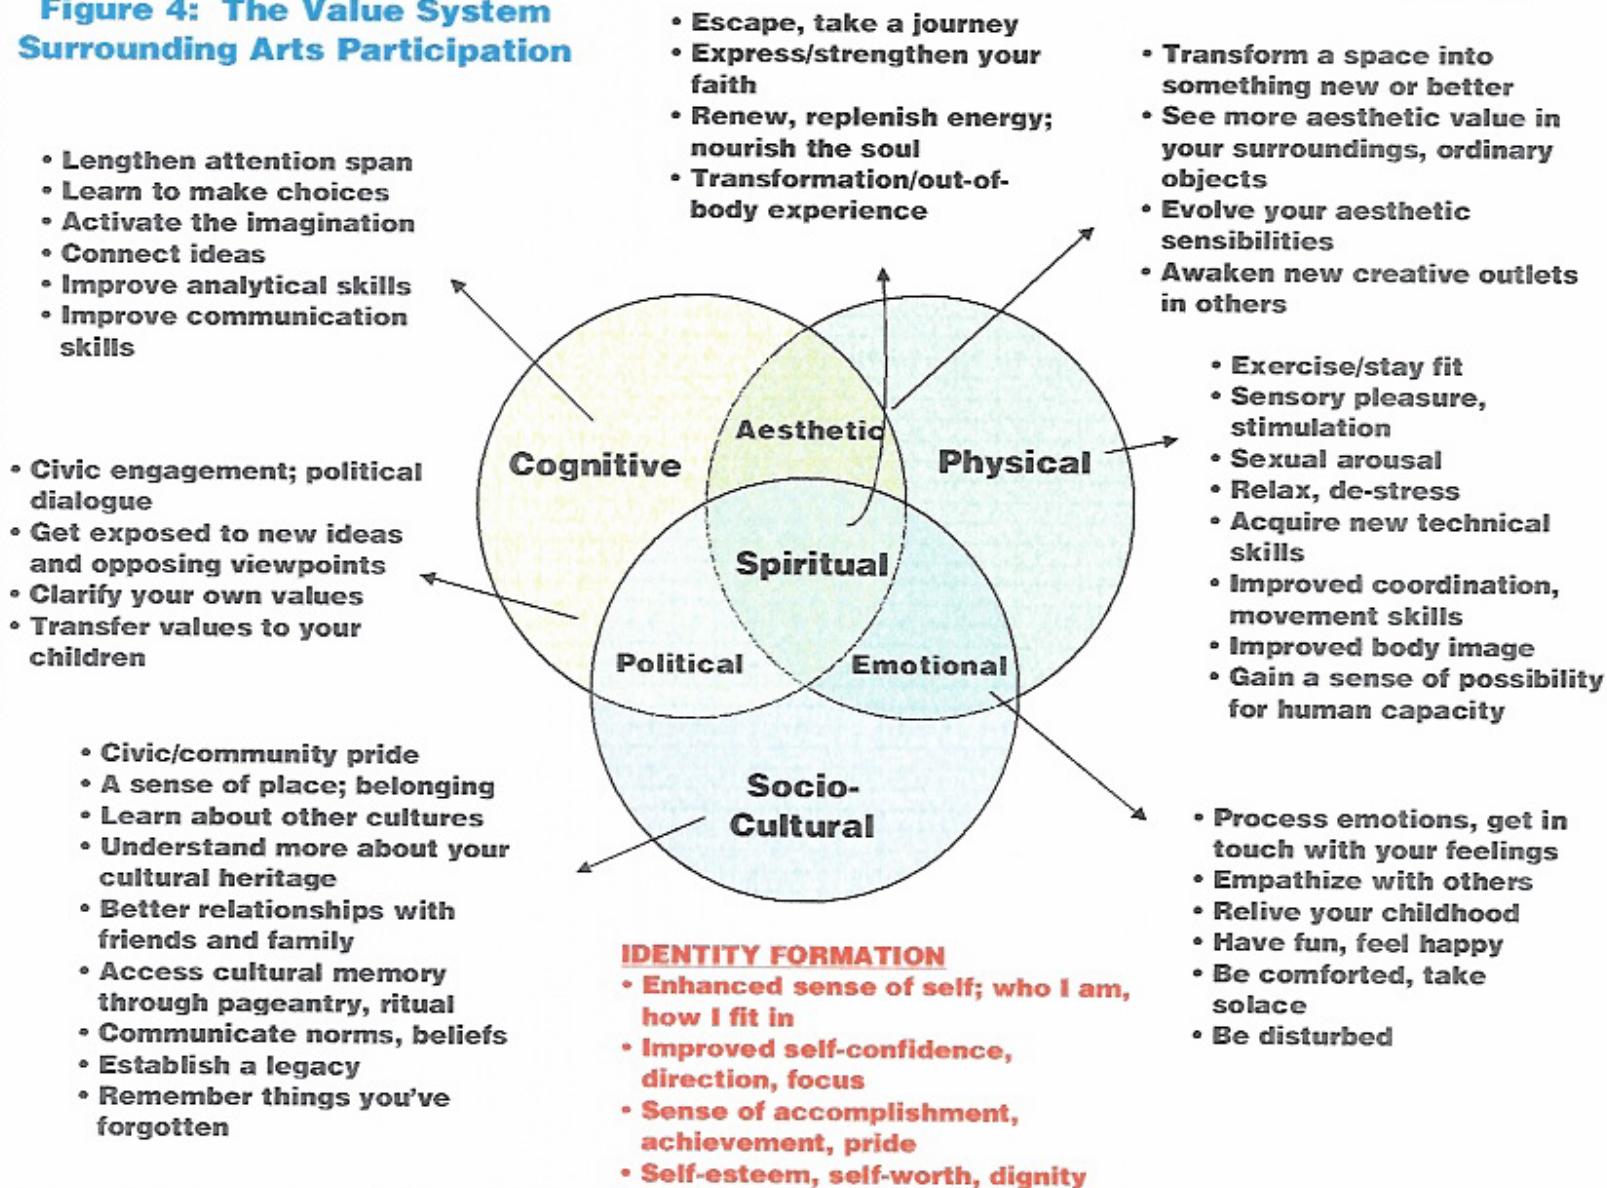 Figure 4: The Value System
Surrounding Arts Participation
• Escape, take a journey
• Express/strengthen your
faith
• Renew, replenish energy;
nourish the soul
• Transformation/out-of-
body experience
• Transform a space into
something new or better
• See more aesthetic value in
your surroundings, ordinary
objects
• Evolve your aesthetic
sensibilities
• Awaken new creative outlets
in others
• Lengthen attention span
• Learn to make choices
• Activate the imagination
• Connect ideas
• Improve analytical skills
• Improve communication
skills
• Exercise/stay fit
• Sensory pleasure,
stimulation
• Sexual arousal
• Relax, de-stress
• Acquire new technical
skills
• Improved coordination,
movement skills
• Improved body image
• Gain a sense of possibility
for human capacity
Aesthetic
Cognitive
Physical
Spiritual
Political
Emotional
Socio-
Cultural
• Civic engagement; political
dialogue
• Get exposed to new ideas
and opposing viewpoints
• Clarify your own values
• Transfer values to your
children
• Civic/community pride
• A sense of place; belonging
• Learn about other cultures
• Understand more about your
cultural heritage
• Better relationships with
friends and family
• Access cultural memory
through pageantry, ritual
• Communicate norms, beliefs
• Establish a legacy
• Remember things you've
forgotten
• Process emotions, get in
touch with your feelings
• Empathize with others
• Relive your childhood
• Have fun, feel happy
• Be comforted, take
solace
• Be disturbed
IDENTITY FORMATION
• Enhanced sense of self; who I am,
how I fit in
• Improved self-confidence,
direction, focus
• Sense of accomplishment,
achievement, pride
• Self-esteem, self-worth, dignity